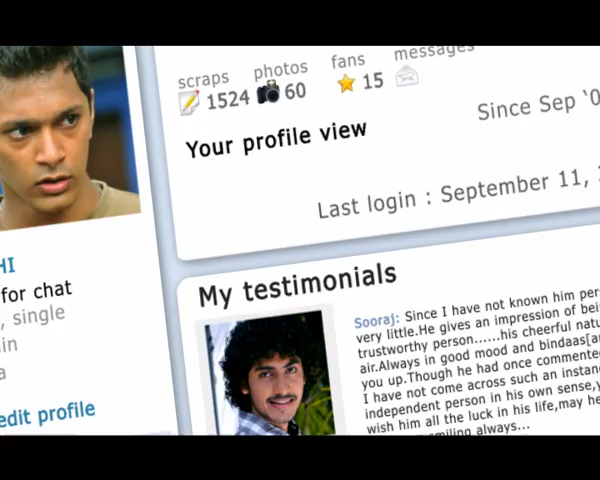 scraps photos fans messages
1524 60 15
Since Sep '0
Your profile view
Last login : September 11,
HI
for chat
, single
in
a
edit profile
My testimonials
Sooraj: Since I have not known him per
very little.He gives an impression of bei
trustworthy person......his cheerful natu
air.Always in good mood and bindaas[a
you up.Though he had once commente
I have not come across such an instan
independent person in his own sense,y
wish him all the luck in his life,may he
smiling always...